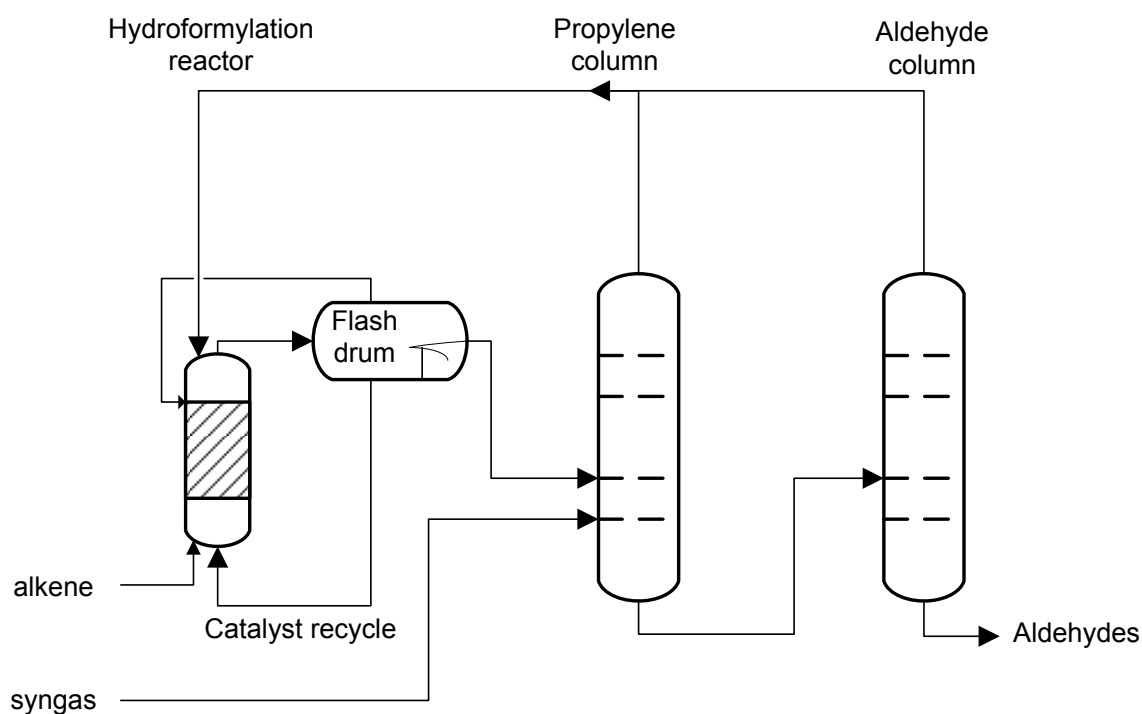 Hydroformylation
reactor
Propylene
column
Aldehyde
column
Flash
drum
alkene
Catalyst recycle
Aldehydes
syngas